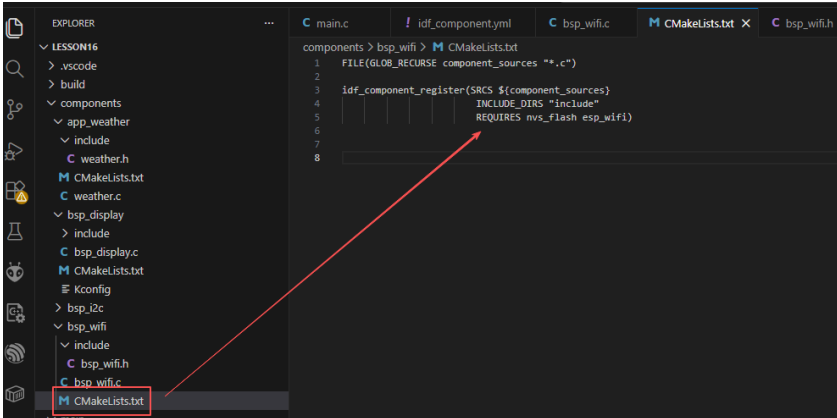 EXPLORER
···
LESSON16
.vscode
build
components
app_weather
include
C weather.h
M CMakeLists.txt
C weather.c
bsp_display
include
C bsp_display.c
M CMakeLists.txt
Kconfig
bsp_i2c
bsp_wifi
include
C bsp_wifi.h
C bsp_wifi.c
M CMakeLists.txt
C main.c
! idf_component.yml
C bsp_wifi.c
M CMakeLists.txt ×
C bsp_wifi.h
components > bsp_wifi > M CMakeLists.txt
1 FILE(GLOB_RECURSE component_sources "*.c")
2
3 idf_component_register(SRCS ${component_sources}
4 INCLUDE_DIRS "include"
5 REQUIRES nvs_flash esp_wifi)
6
7
8